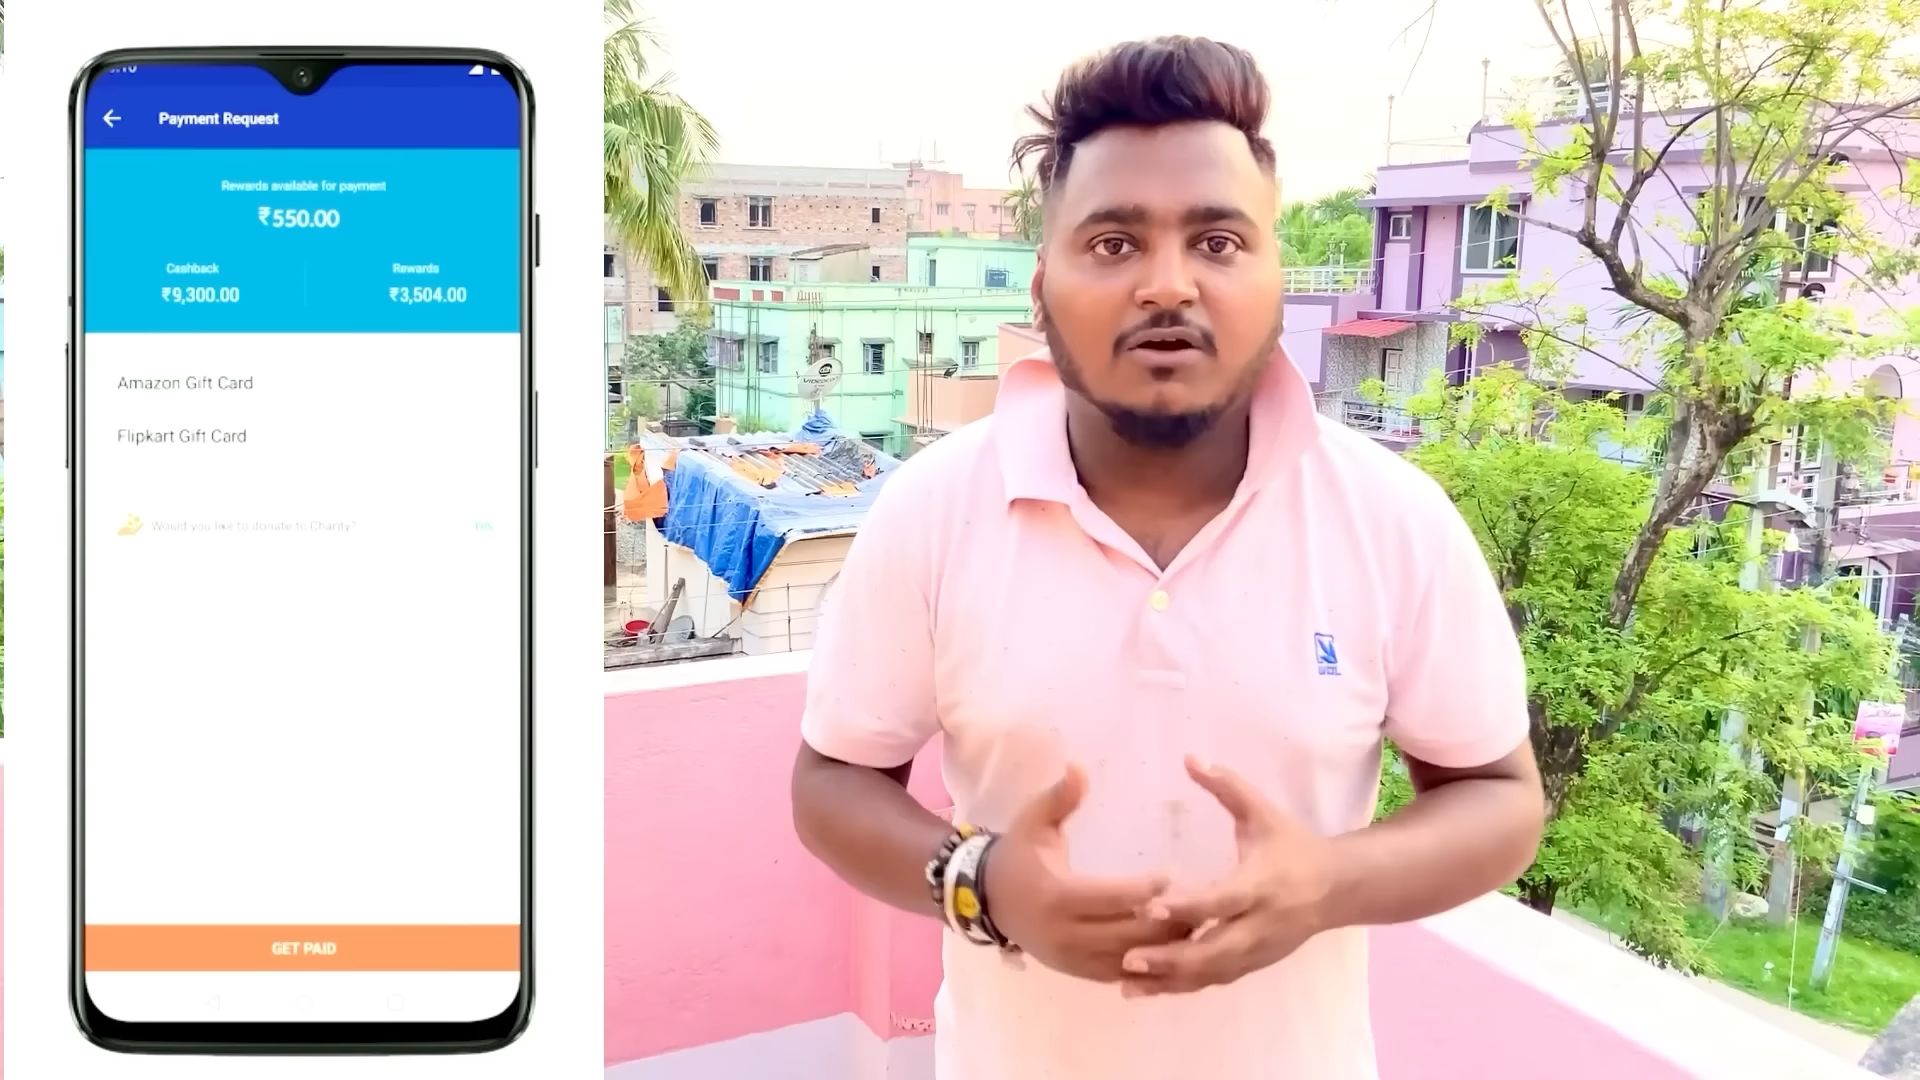 Payment Request
Rewards available for payment
₹550.00
Cashback
Rewards
₹9,300.00
₹3,504.00
Amazon Gift Card
Flipkart Gift Card
Would you like to donate to Charity?
GET PAID